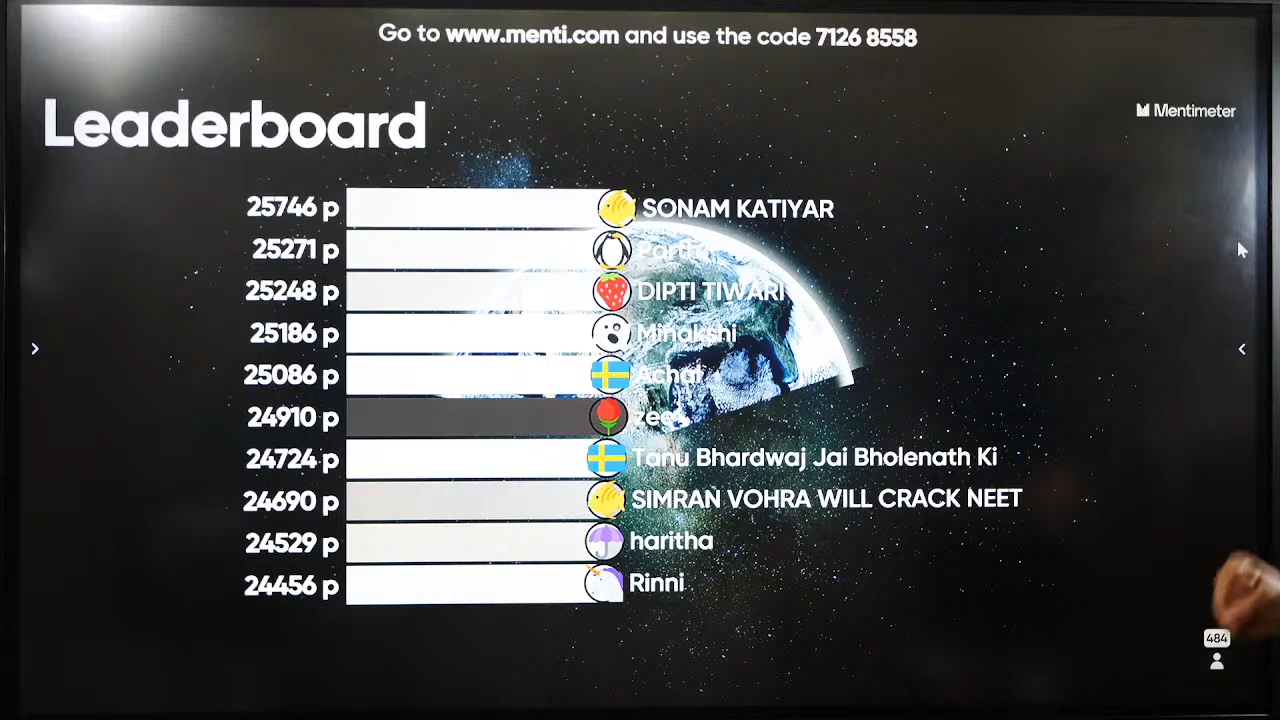 Go to www.menti.com and use the code 7126 8558
Leaderboard
Mentimeter
25746 p SONAM KATIYAR
25271 p Parth
25248 p DIPTI TIWARI
25186 p Minakshi
25086 p Achal
24910 p
24724 p Tanu Bhardwaj Jai Bholenath Ki
24690 p SIMRAN VOHRA WILL CRACK NEET
24529 p haritha
24456 p Rinni
484